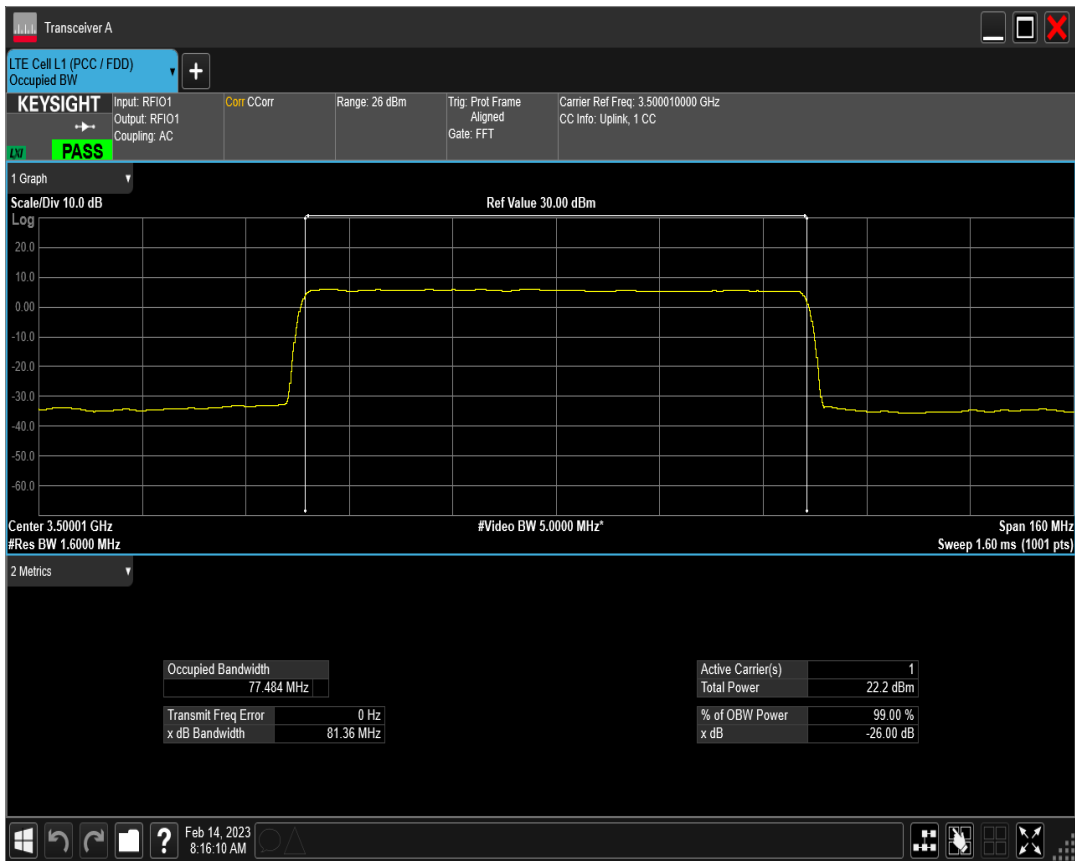 Transceiver A
LTE Cell L1 (PCC / FDD)
Occupied BW
KEYSIGHT
LXI
PASS
Input: RFIO1
Output: RFIO1
Coupling: AC
Corr CCorr
Range: 26 dBm
Trig: Prot Frame
Aligned
Gate: FFT
Carrier Ref Freq: 3.500010000 GHz
CC Info: Uplink, 1 CC
1 Graph
Scale/Div 10.0 dB
Ref Value 30.00 dBm
Log
20.0
10.0
0.00
-10.0
-20.0
-30.0
-40.0
-50.0
-60.0
Center 3.50001 GHz
#Video BW 5.0000 MHz*
Span 160 MHz
#Res BW 1.6000 MHz
Sweep 1.60 ms (1001 pts)
2 Metrics
Occupied Bandwidth
77.484 MHz
Transmit Freq Error 0 Hz
x dB Bandwidth 81.36 MHz
Active Carrier(s) 1
Total Power 22.2 dBm
% of OBW Power 99.00 %
x dB -26.00 dB
?
Feb 14, 2023
8:16:10 AM